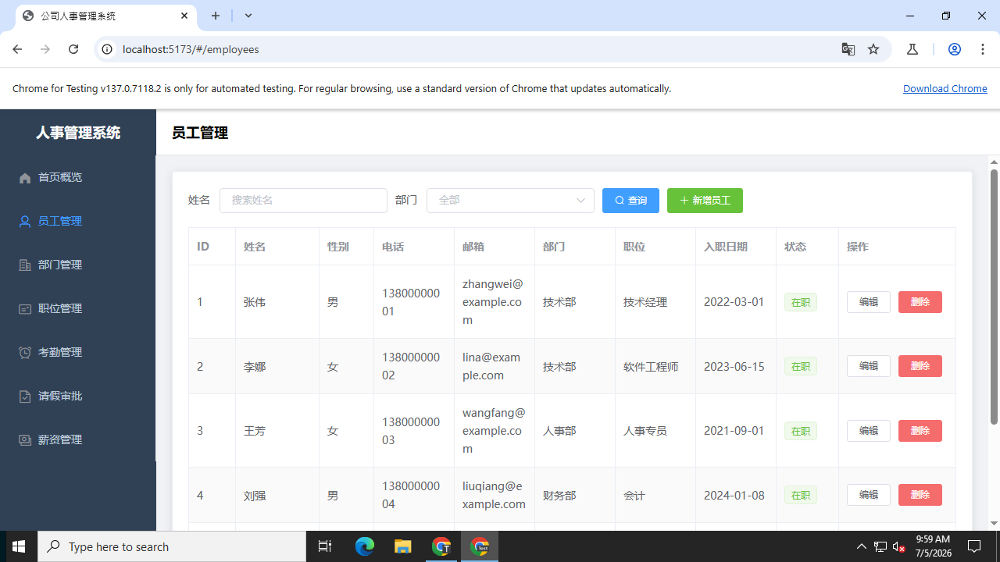 公司人事管理系统
localhost:5173/#/employees
Chrome for Testing v137.0.7118.2 is only for automated testing. For regular browsing, use a standard version of Chrome that updates automatically.
Download Chrome
人事管理系统
首页概览
员工管理
部门管理
职位管理
考勤管理
请假审批
薪资管理
员工管理
姓名 搜索姓名 部门 全部 查询 新增员工
ID 姓名 性别 电话 邮箱 部门 职位 入职日期 状态 操作
1 张伟 男 13800000001 zhangwei@example.com 技术部 技术经理 2022-03-01 在职 编辑 删除
2 李娜 女 13800000002 lina@example.com 技术部 软件工程师 2023-06-15 在职 编辑 删除
3 王芳 女 13800000003 wangfang@example.com 人事部 人事专员 2021-09-01 在职 编辑 删除
4 刘强 男 13800000004 liuqiang@example.com 财务部 会计 2024-01-08 在职 编辑 删除
Type here to search
T
Test
9:59 AM
7/5/2026